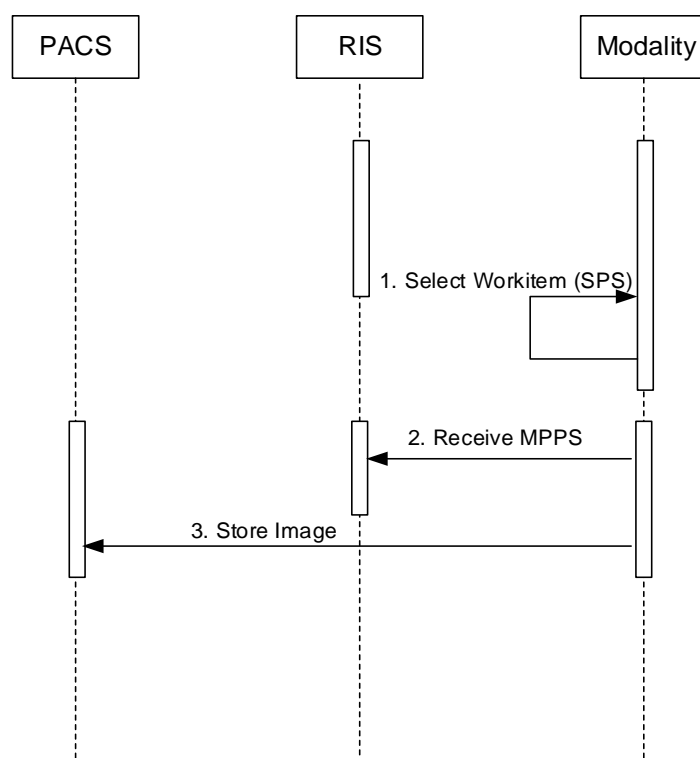 PACS
RIS
Modality
1. Select Workitem (SPS)
2. Receive MPPS
3. Store Image